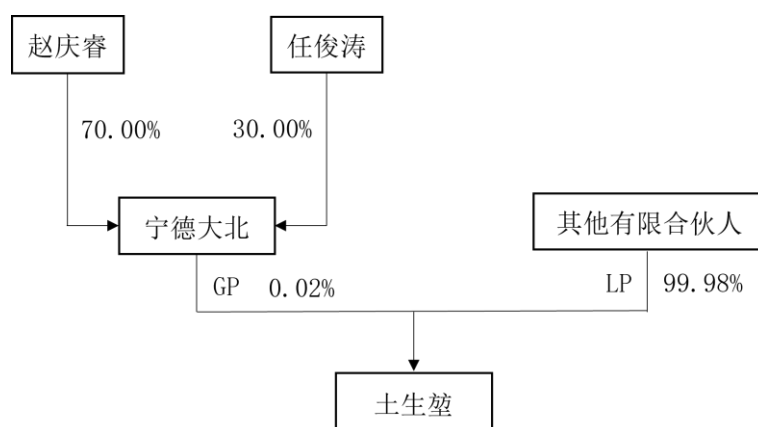 赵庆睿
任俊涛
70.00%
30.00%
宁德大北
其他有限合伙人
GP 0.02%
LP 99.98%
土生堃